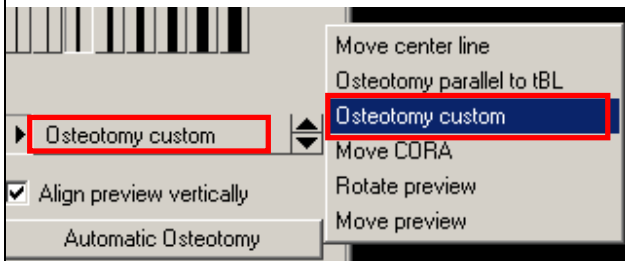 Osteotomy custom
Align preview vertically
Automatic Osteotomy
Move center line
Osteotomy parallel to tBL
Osteotomy custom
Move CORA
Rotate preview
Move preview